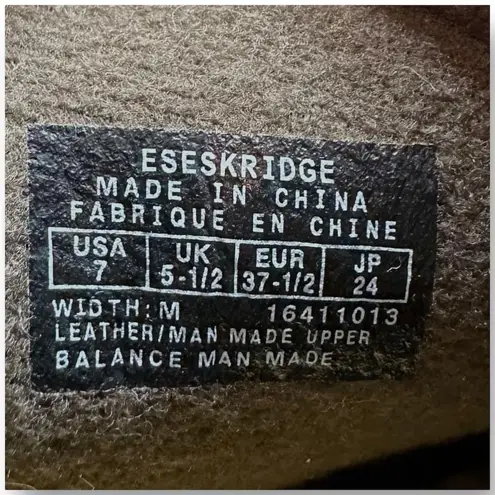 ESESKRIDGE
MADE IN CHINA
FABRIQUE EN CHINE
USA UK EUR JP
7 5-1/2 37-1/2 24
WIDTH:M 16411013
LEATHER/MAN MADE UPPER
BALANCE MAN MADE